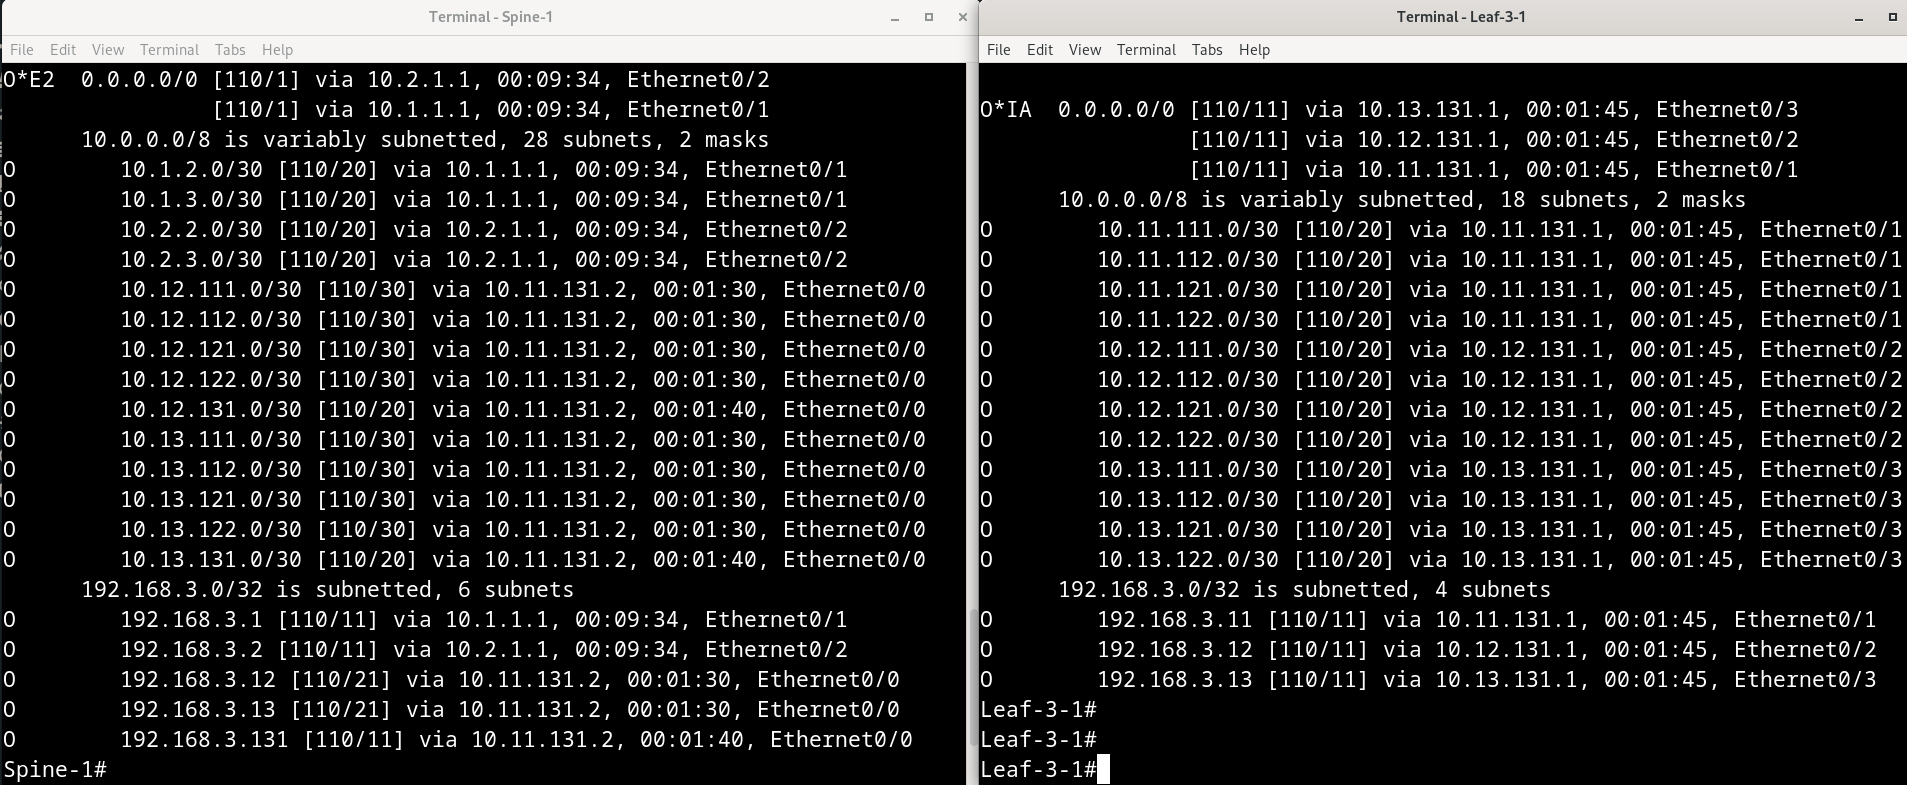 Terminal - Spine-1
File Edit View Terminal Tabs Help
O*E2  0.0.0.0/0 [110/1] via 10.2.1.1, 00:09:34, Ethernet0/2
                [110/1] via 10.1.1.1, 00:09:34, Ethernet0/1
      10.0.0.0/8 is variably subnetted, 28 subnets, 2 masks
O        10.1.2.0/30 [110/20] via 10.1.1.1, 00:09:34, Ethernet0/1
O        10.1.3.0/30 [110/20] via 10.1.1.1, 00:09:34, Ethernet0/1
O        10.2.2.0/30 [110/20] via 10.2.1.1, 00:09:34, Ethernet0/2
O        10.2.3.0/30 [110/20] via 10.2.1.1, 00:09:34, Ethernet0/2
O        10.12.111.0/30 [110/30] via 10.11.131.2, 00:01:30, Ethernet0/0
O        10.12.112.0/30 [110/30] via 10.11.131.2, 00:01:30, Ethernet0/0
O        10.12.121.0/30 [110/30] via 10.11.131.2, 00:01:30, Ethernet0/0
O        10.12.122.0/30 [110/30] via 10.11.131.2, 00:01:30, Ethernet0/0
O        10.12.131.0/30 [110/20] via 10.11.131.2, 00:01:40, Ethernet0/0
O        10.13.111.0/30 [110/30] via 10.11.131.2, 00:01:30, Ethernet0/0
O        10.13.112.0/30 [110/30] via 10.11.131.2, 00:01:30, Ethernet0/0
O        10.13.121.0/30 [110/30] via 10.11.131.2, 00:01:30, Ethernet0/0
O        10.13.122.0/30 [110/30] via 10.11.131.2, 00:01:30, Ethernet0/0
O        10.13.131.0/30 [110/20] via 10.11.131.2, 00:01:40, Ethernet0/0
      192.168.3.0/32 is subnetted, 6 subnets
O        192.168.3.1 [110/11] via 10.1.1.1, 00:09:34, Ethernet0/1
O        192.168.3.2 [110/11] via 10.2.1.1, 00:09:34, Ethernet0/2
O        192.168.3.12 [110/21] via 10.11.131.2, 00:01:30, Ethernet0/0
O        192.168.3.13 [110/21] via 10.11.131.2, 00:01:30, Ethernet0/0
O        192.168.3.131 [110/11] via 10.11.131.2, 00:01:40, Ethernet0/0
Spine-1#
Terminal - Leaf-3-1
File Edit View Terminal Tabs Help
O*IA  0.0.0.0/0 [110/11] via 10.13.131.1, 00:01:45, Ethernet0/3
                [110/11] via 10.12.131.1, 00:01:45, Ethernet0/2
                [110/11] via 10.11.131.1, 00:01:45, Ethernet0/1
      10.0.0.0/8 is variably subnetted, 18 subnets, 2 masks
O        10.11.111.0/30 [110/20] via 10.11.131.1, 00:01:45, Ethernet0/1
O        10.11.112.0/30 [110/20] via 10.11.131.1, 00:01:45, Ethernet0/1
O        10.11.121.0/30 [110/20] via 10.11.131.1, 00:01:45, Ethernet0/1
O        10.11.122.0/30 [110/20] via 10.11.131.1, 00:01:45, Ethernet0/1
O        10.12.111.0/30 [110/20] via 10.12.131.1, 00:01:45, Ethernet0/2
O        10.12.112.0/30 [110/20] via 10.12.131.1, 00:01:45, Ethernet0/2
O        10.12.121.0/30 [110/20] via 10.12.131.1, 00:01:45, Ethernet0/2
O        10.12.122.0/30 [110/20] via 10.12.131.1, 00:01:45, Ethernet0/2
O        10.13.111.0/30 [110/20] via 10.13.131.1, 00:01:45, Ethernet0/3
O        10.13.112.0/30 [110/20] via 10.13.131.1, 00:01:45, Ethernet0/3
O        10.13.121.0/30 [110/20] via 10.13.131.1, 00:01:45, Ethernet0/3
O        10.13.122.0/30 [110/20] via 10.13.131.1, 00:01:45, Ethernet0/3
      192.168.3.0/32 is subnetted, 4 subnets
O        192.168.3.11 [110/11] via 10.11.131.1, 00:01:45, Ethernet0/1
O        192.168.3.12 [110/11] via 10.12.131.1, 00:01:45, Ethernet0/2
O        192.168.3.13 [110/11] via 10.13.131.1, 00:01:45, Ethernet0/3
Leaf-3-1#
Leaf-3-1#
Leaf-3-1#